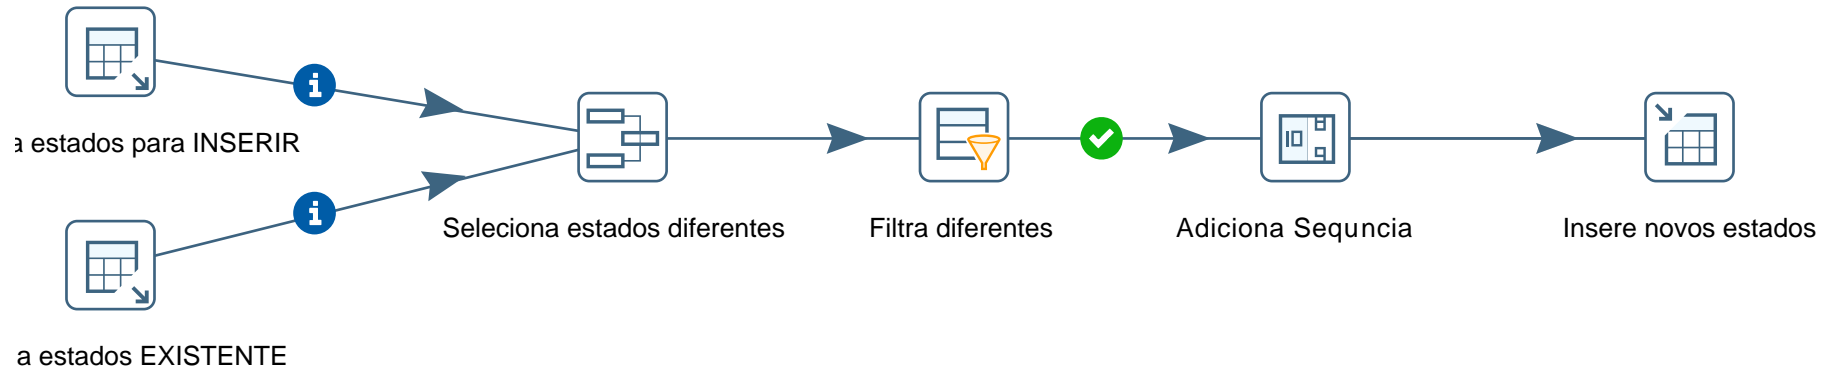 a estados para INSERIR
Seleciona estados diferentes
Filtra diferentes
Adiciona Sequncia
Insere novos estados
a estados EXISTENTE